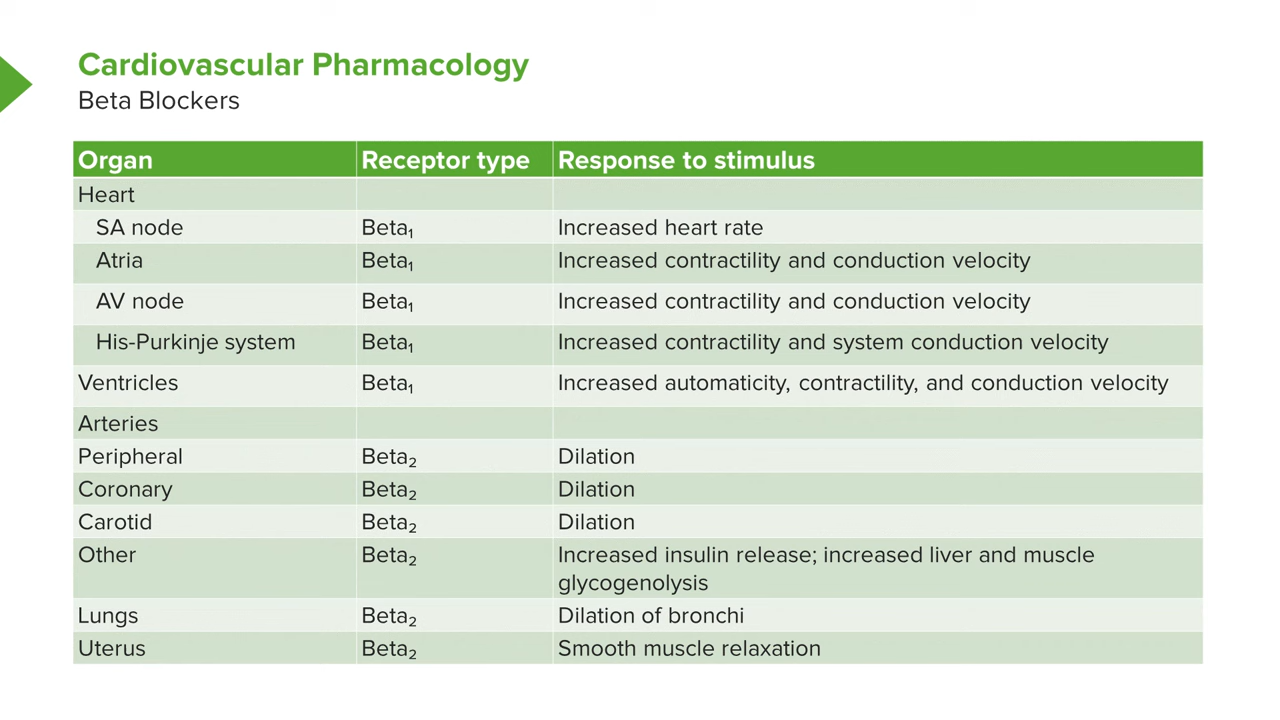 Cardiovascular Pharmacology
Beta Blockers
Organ Receptor type Response to stimulus
Heart
SA node Beta₁ Increased heart rate
Atria Beta₁ Increased contractility and conduction velocity
AV node Beta₁ Increased contractility and conduction velocity
His-Purkinje system Beta₁ Increased contractility and system conduction velocity
Ventricles Beta₁ Increased automaticity, contractility, and conduction velocity
Arteries
Peripheral Beta₂ Dilation
Coronary Beta₂ Dilation
Carotid Beta₂ Dilation
Other Beta₂ Increased insulin release; increased liver and muscle
glycogenolysis
Lungs Beta₂ Dilation of bronchi
Uterus Beta₂ Smooth muscle relaxation